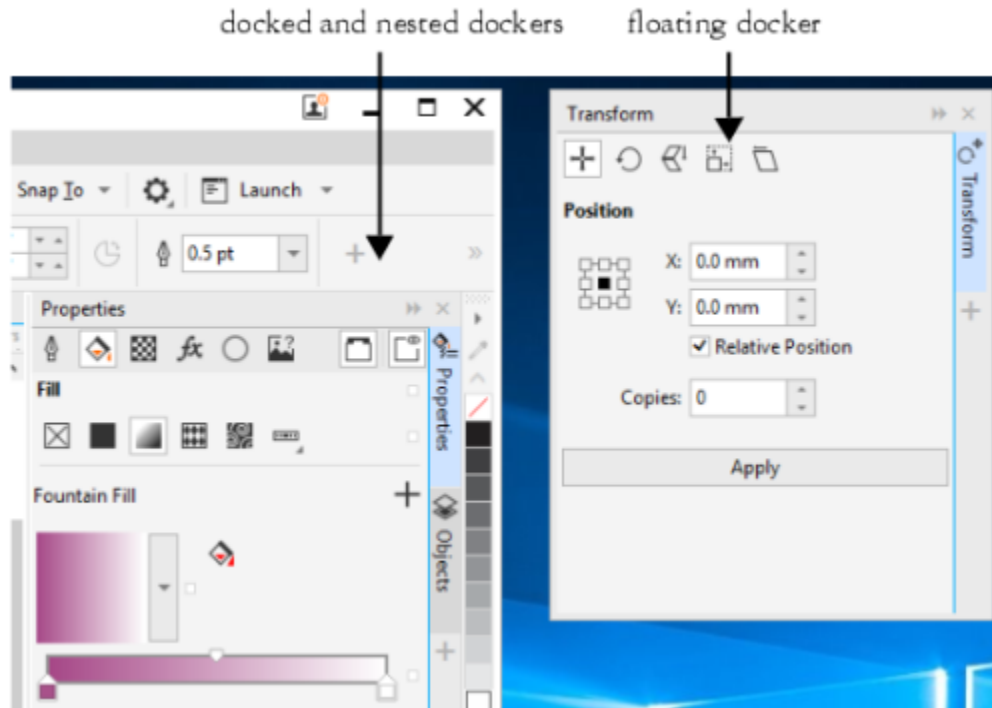 docked and nested dockers
floating docker
Snap To
Launch
0.5 pt
Properties
fx
Fill
Fountain Fill
Properties
Objects
Transform
Position
X: 0.0 mm
Y: 0.0 mm
Relative Position
Copies: 0
Apply
Transform